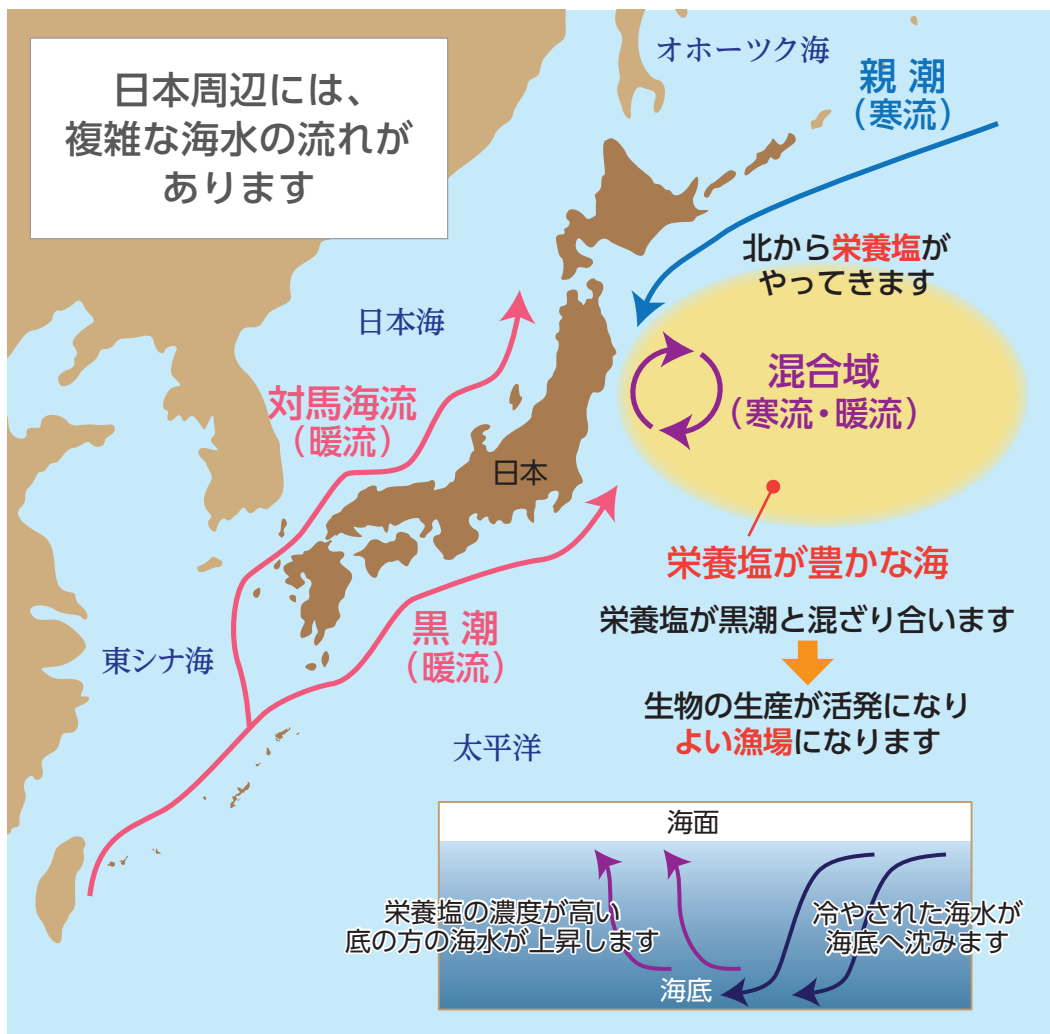 日本周辺には、
複雑な海水の流れが
あります
オホーツク海
親潮
（寒流）
北から栄養塩が
やってきます
日本海
混合域
（寒流・暖流）
対馬海流
（暖流）
日本
栄養塩が豊かな海
栄養塩が黒潮と混ざり合います
黒潮
（暖流）
東シナ海
生物の生産が活発になり
よい漁場になります
太平洋
海面
栄養塩の濃度が高い
底の方の海水が上昇します
冷やされた海水が
海底へ沈みます
海底